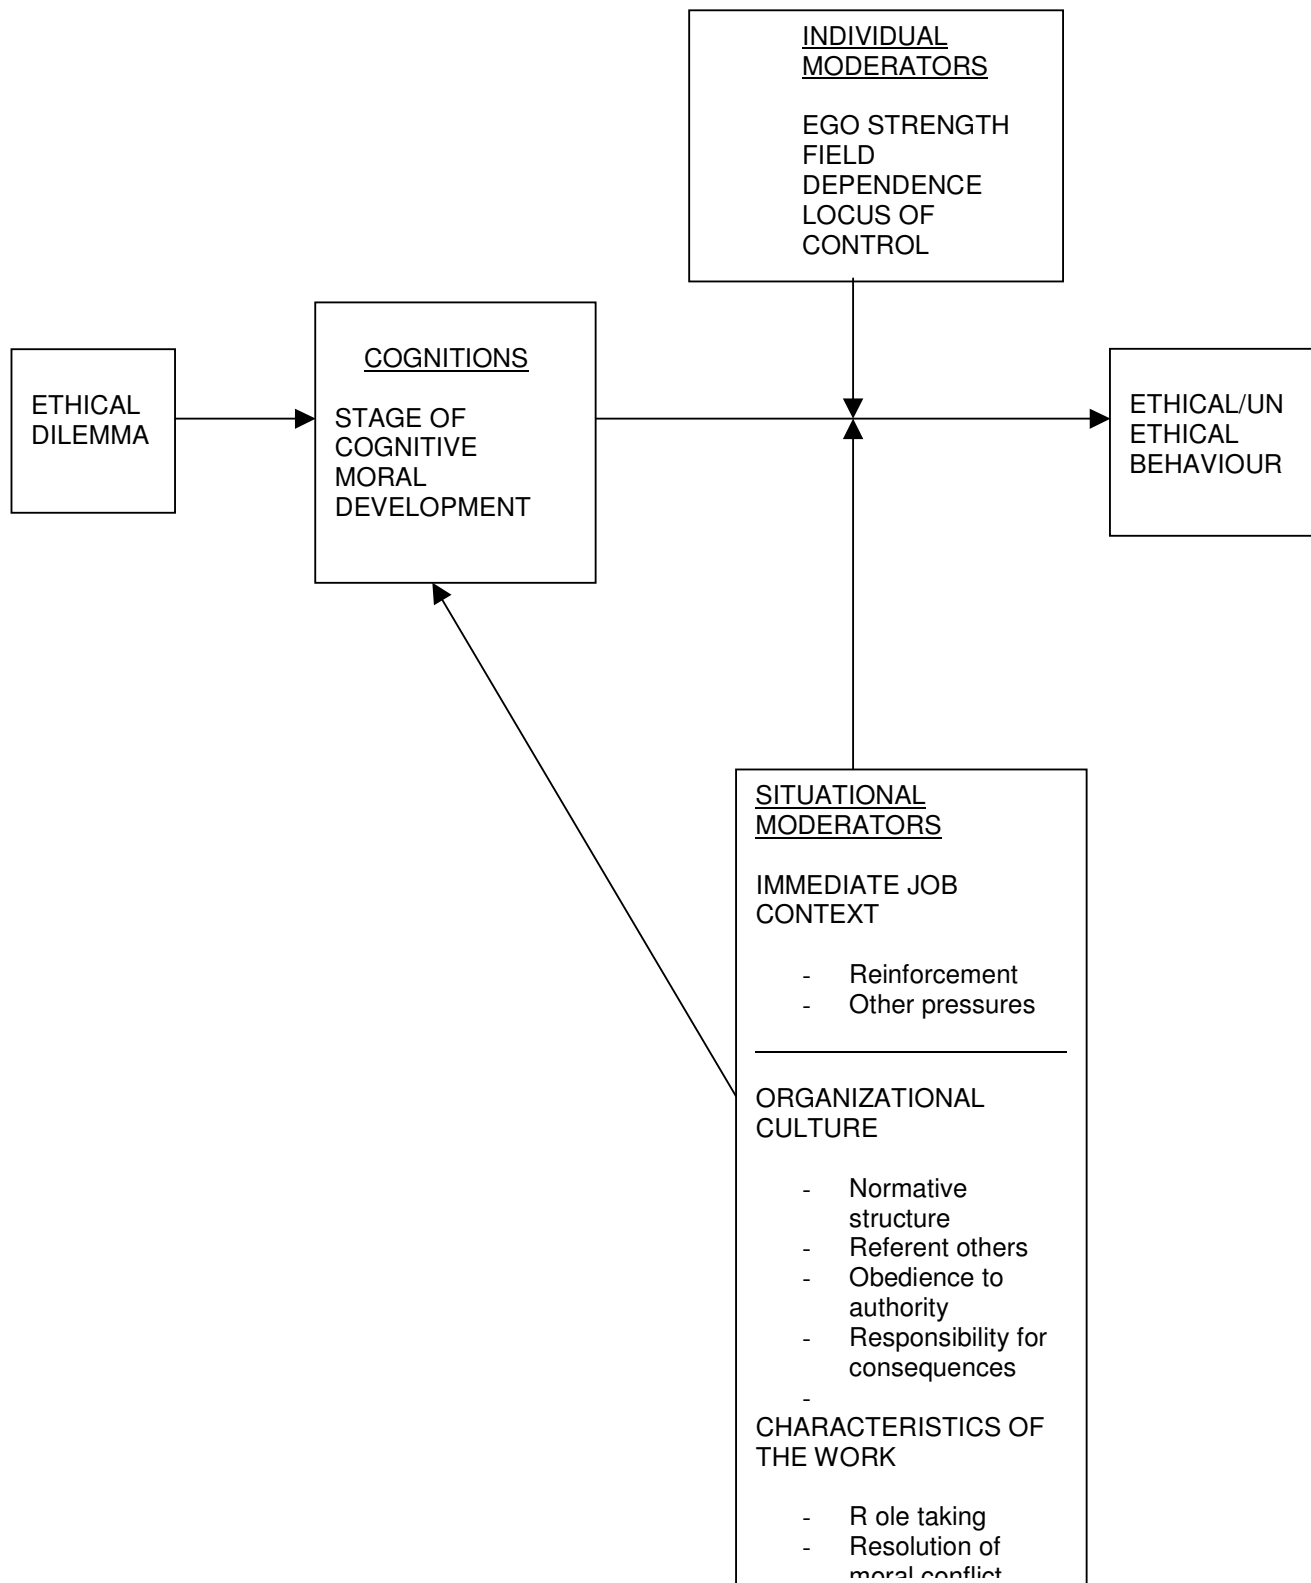 INDIVIDUAL
MODERATORS
EGO STRENGTH
FIELD
DEPENDENCE
LOCUS OF
CONTROL
ETHICAL
DILEMMA
COGNITIONS
STAGE OF
COGNITIVE
MORAL
DEVELOPMENT
ETHICAL/UN
ETHICAL
BEHAVIOUR
SITUATIONAL
MODERATORS
IMMEDIATE JOB
CONTEXT
- Reinforcement
- Other pressures
ORGANIZATIONAL
CULTURE
- Normative
structure
- Referent others
- Obedience to
authority
- Responsibility for
consequences
-
CHARACTERISTICS OF
THE WORK
- R ole taking
- Resolution of
moral conflict